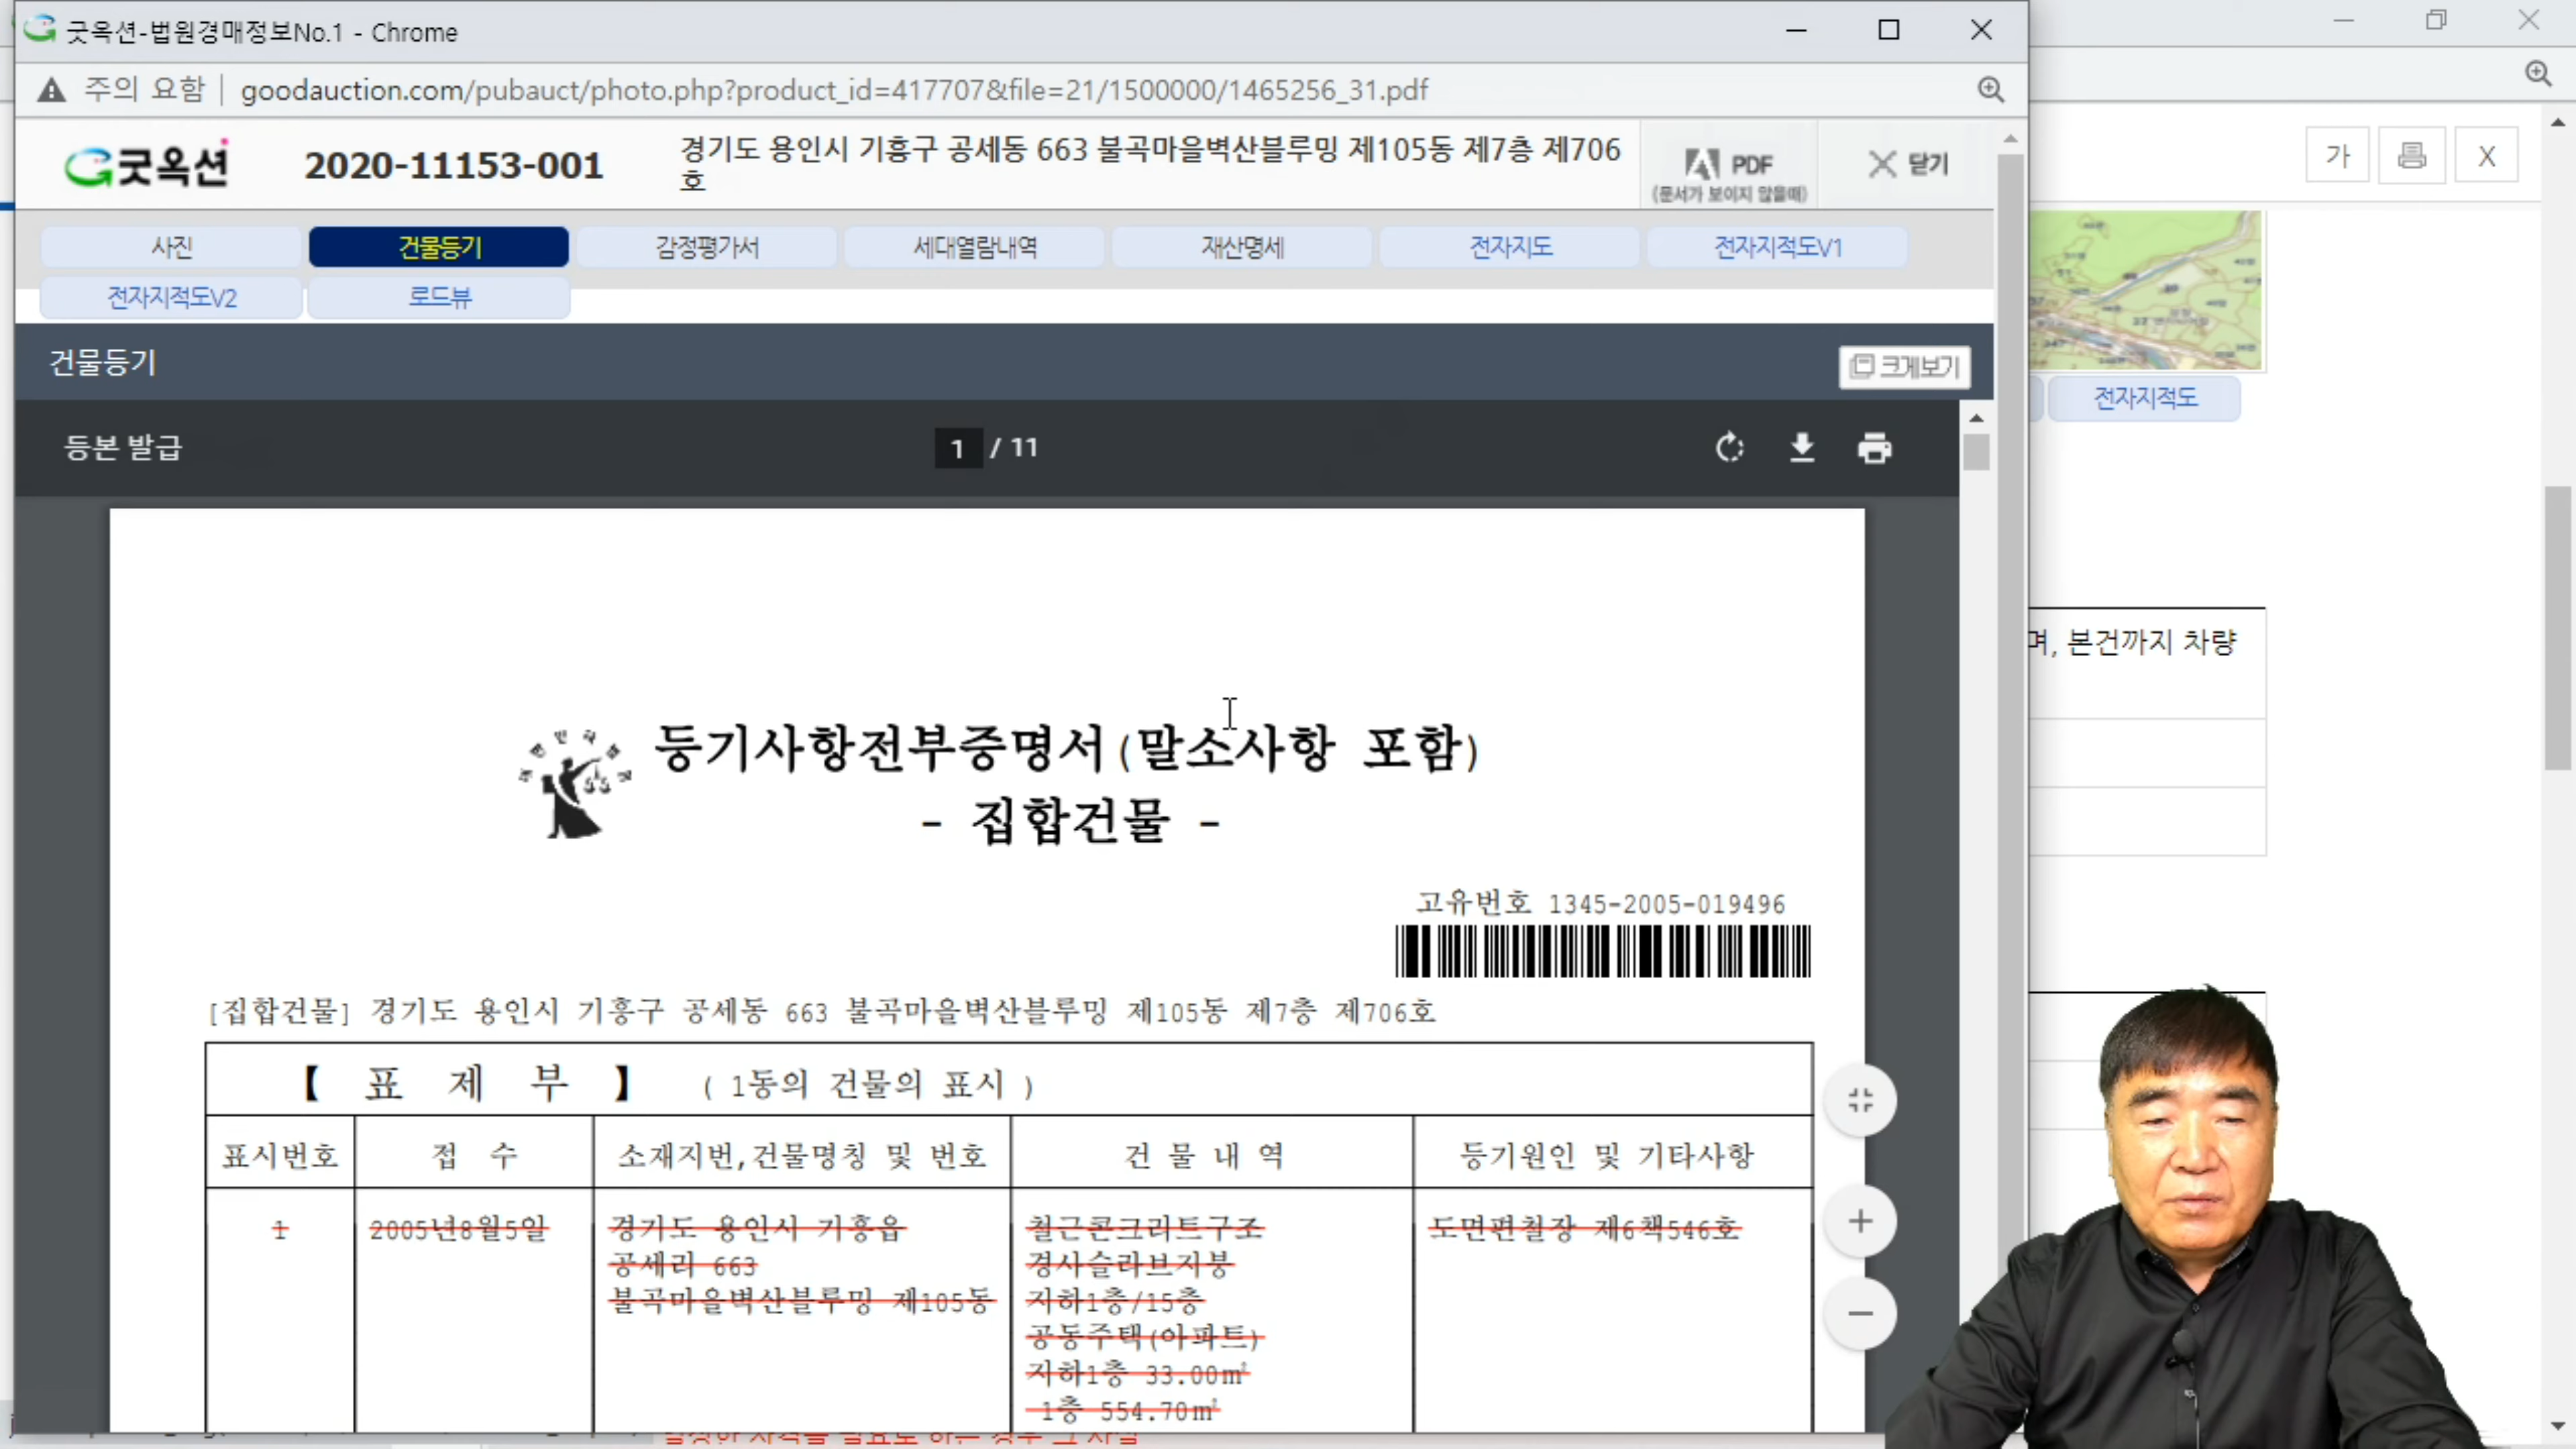 굿옥션-법원경매정보No.1 - Chrome
주의 요함 | goodauction.com/pubauct/photo.php?product_id=417707&file=21/1500000/1465256_31.pdf
굿옥션
2020-11153-001
경기도 용인시 기흥구 공세동 663 불곡마을벽산블루밍 제105동 제7층 제706
호
PDF
(문서가 보이지 않을때)
닫기
가
X
사진
건물등기
감정평가서
세대열람내역
재산명세
전자지도
전자지적도V1
전자지적도V2
로드뷰
건물등기
크게보기
전자지적도
등본 발급
1 / 11
며, 본건까지 차량
등기사항전부증명서(말소사항 포함)
- 집합건물 -
고유번호 1345-2005-019496
[집합건물] 경기도 용인시 기흥구 공세동 663 불곡마을벽산블루밍 제105동 제7층 제706호
【 표 제 부 】 ( 1동의 건물의 표시 )
표시번호
접 수
소재지번,건물명칭 및 번호
건 물 내 역
등기원인 및 기타사항
1
2005년8월5일
경기도 용인시 기흥읍
공세리 663
불곡마을벽산블루밍 제105동
철근콘크리트구조
경사슬라브지붕
지하1층/15층
공동주택(아파트)
지하1층 33.00㎡
1층 554.70㎡
도면편철장 제6책546호